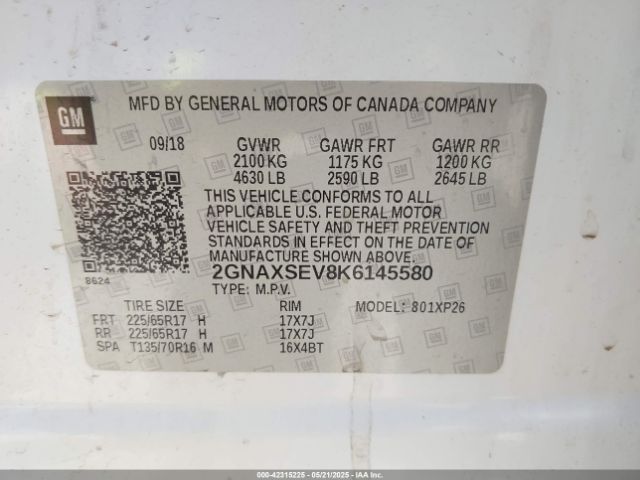 GM
MFD BY GENERAL MOTORS OF CANADA COMPANY
09/18 GVWR GAWR FRT GAWR RR
2100 KG 1175 KG 1200 KG
4630 LB 2590 LB 2645 LB
THIS VEHICLE CONFORMS TO ALL
APPLICABLE U.S. FEDERAL MOTOR
VEHICLE SAFETY AND THEFT PREVENTION
STANDARDS IN EFFECT ON THE DATE OF
MANUFACTURE SHOWN ABOVE.
8624
2GNAXSEV8K6145580
TYPE: M.P.V.
TIRE SIZE RIM MODEL: 801XP26
FRT 225/65R17 H 17X7J
RR 225/65R17 H 17X7J
SPA T135/70R16 M 16X4BT
000-42315225 - 05/21/2025 - IAABOTNA